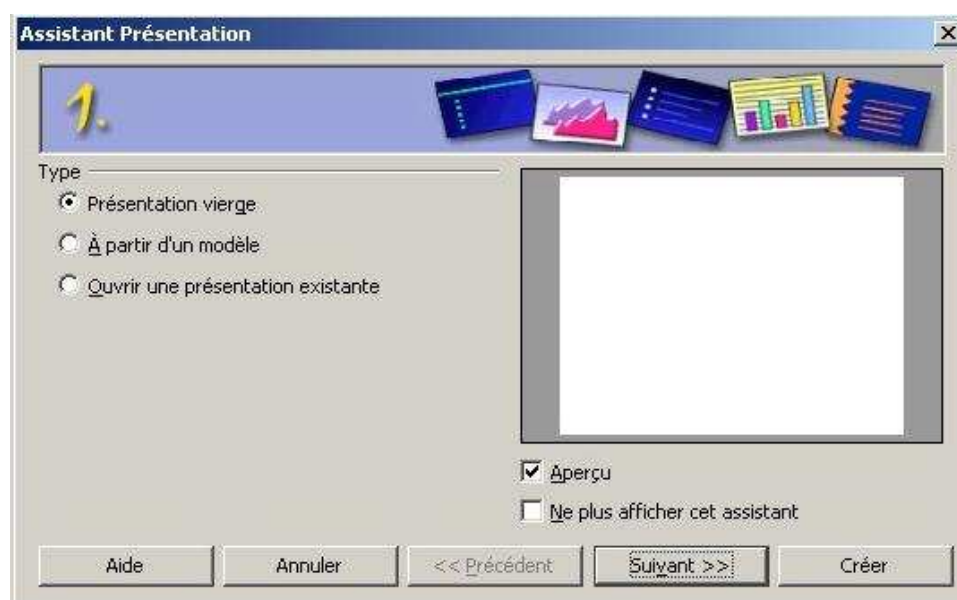 Assistant Présentation
1.
Type
Présentation vierge
À partir d'un modèle
Ouvrir une présentation existante
Aperçu
Ne plus afficher cet assistant
Aide Annuler << Précédent Suivant >> Créer